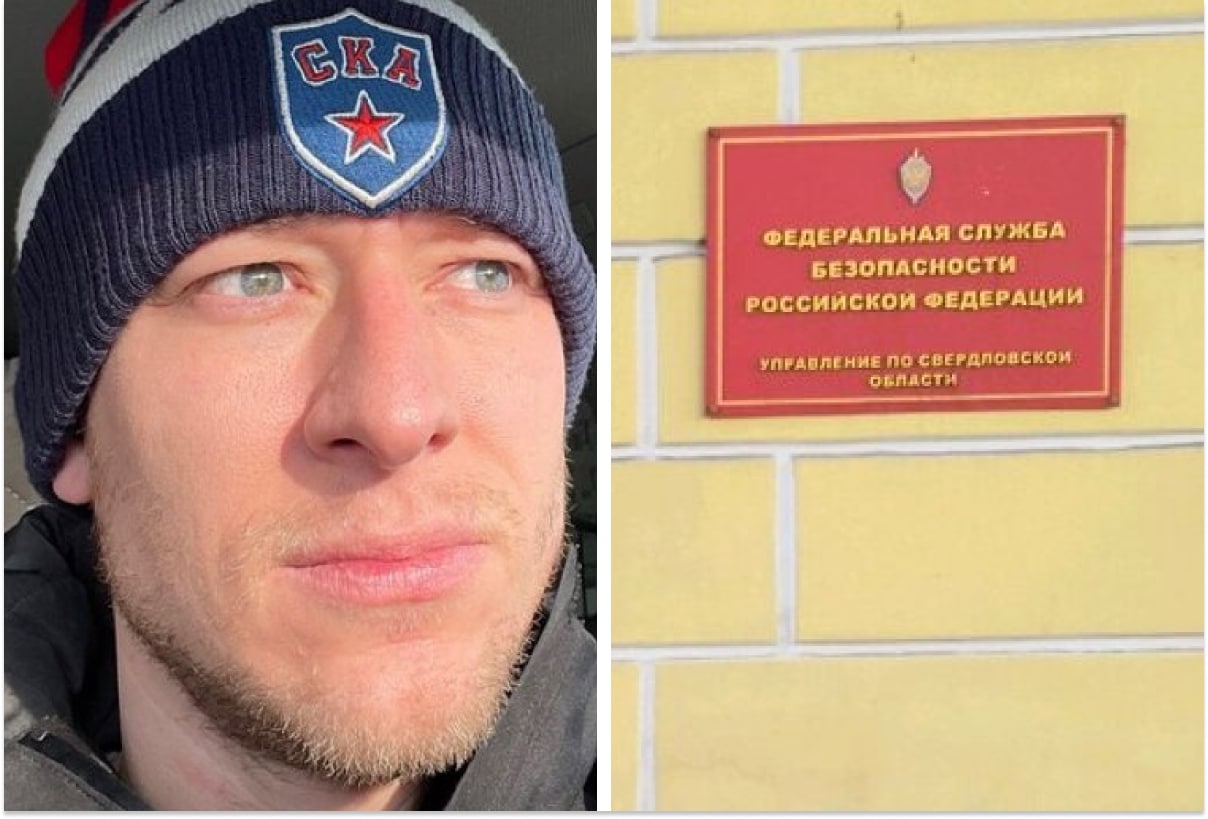 СКА
ФЕДЕРАЛЬНАЯ СЛУЖБА
БЕЗОПАСНОСТИ
РОССИЙСКОЙ ФЕДЕРАЦИИ
УПРАВЛЕНИЕ ПО СВЕРДЛОВСКОЙ
ОБЛАСТИ